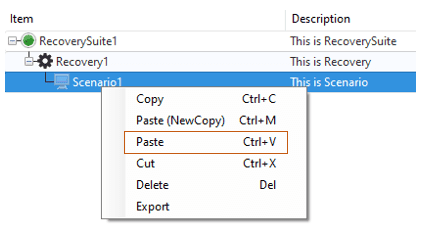 Item Description
RecoverySuite1 This is RecoverySuite
Recovery1 This is Recovery
Scenario1 This is Scenario
Copy Ctrl+C
Paste (NewCopy) Ctrl+M
Paste Ctrl+V
Cut Ctrl+X
Delete Del
Export